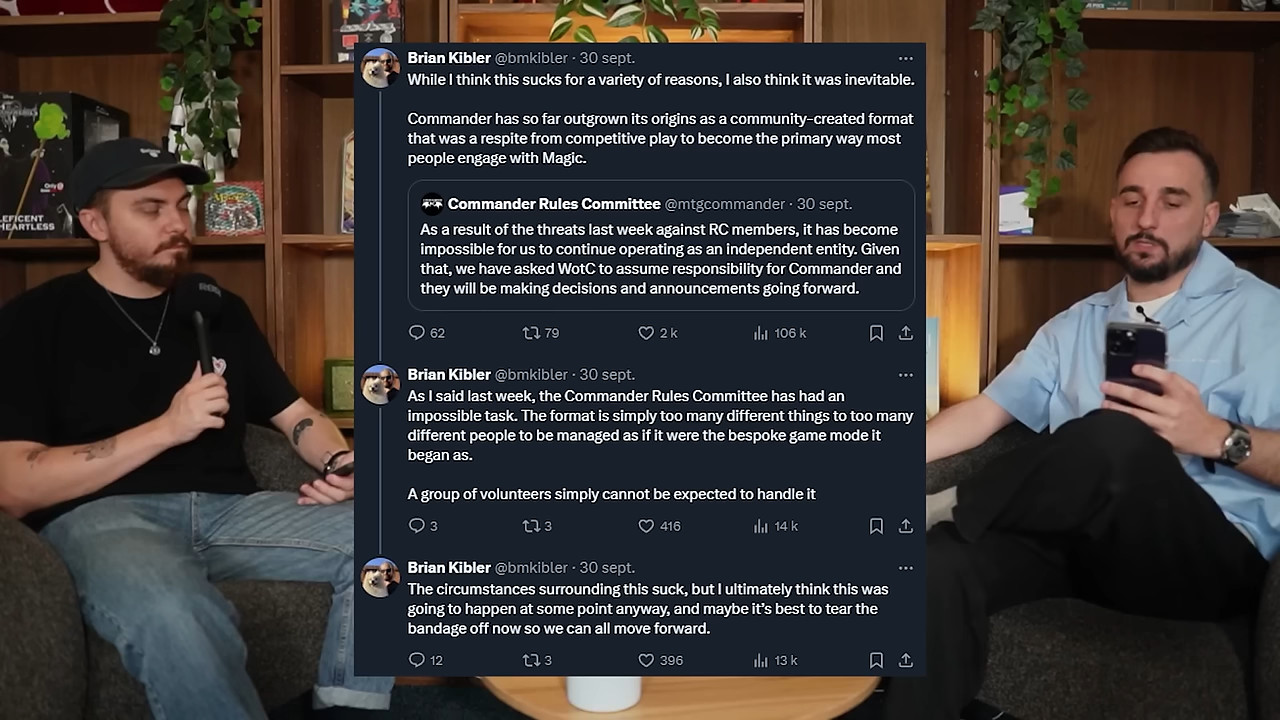 Brian Kibler @bmkibler · 30 sept.
While I think this sucks for a variety of reasons, I also think it was inevitable.
Commander has so far outgrown its origins as a community-created format
that was a respite from competitive play to become the primary way most
people engage with Magic.
Commander Rules Committee @mtgcommander · 30 sept.
As a result of the threats last week against RC members, it has become
impossible for us to continue operating as an independent entity. Given
that, we have asked WotC to assume responsibility for Commander and
they will be making decisions and announcements going forward.
62 79 2 k 106 k
Brian Kibler @bmkibler · 30 sept.
As I said last week, the Commander Rules Committee has had an
impossible task. The format is simply too many different things to too many
different people to be managed as if it were the bespoke game mode it
began as.
A group of volunteers simply cannot be expected to handle it
3 3 416 14 k
Brian Kibler @bmkibler · 30 sept.
The circumstances surrounding this suck, but I ultimately think this was
going to happen at some point anyway, and maybe it’s best to tear the
bandage off now so we can all move forward.
12 3 396 13 k
HEARTLESS